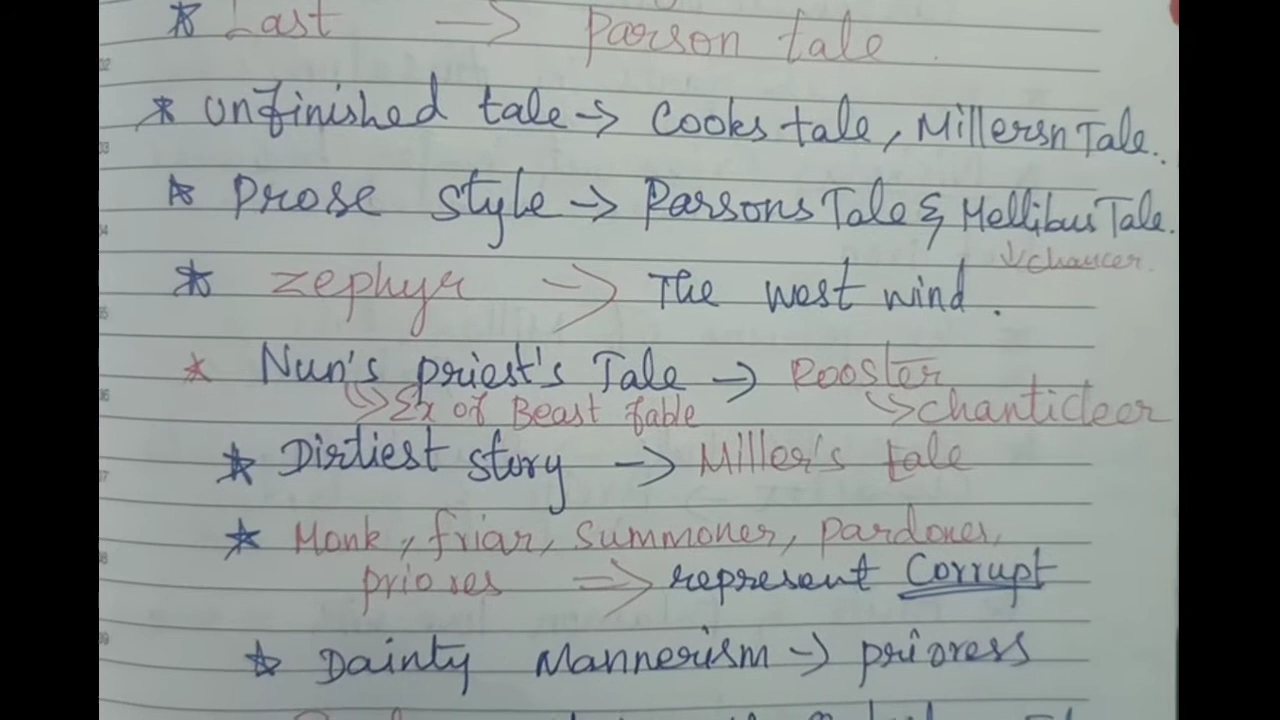 * Last → Parson tale.
* Unfinished tale → Cooks tale, Millersn Tale.
* Prose style → Parsons Tale & Mellibus Tale.
↓ chaucer.
* Zephyr → The west wind.
* Nun's priest's Tale → Rooster
↳ Ex of Beast fable ↳ chanticleer
* Dirtiest story → Miller's tale
* Monk, friar, summoner, pardoner,
priores ⇒ represent Corrupt
* Dainty Mannerism → prioress